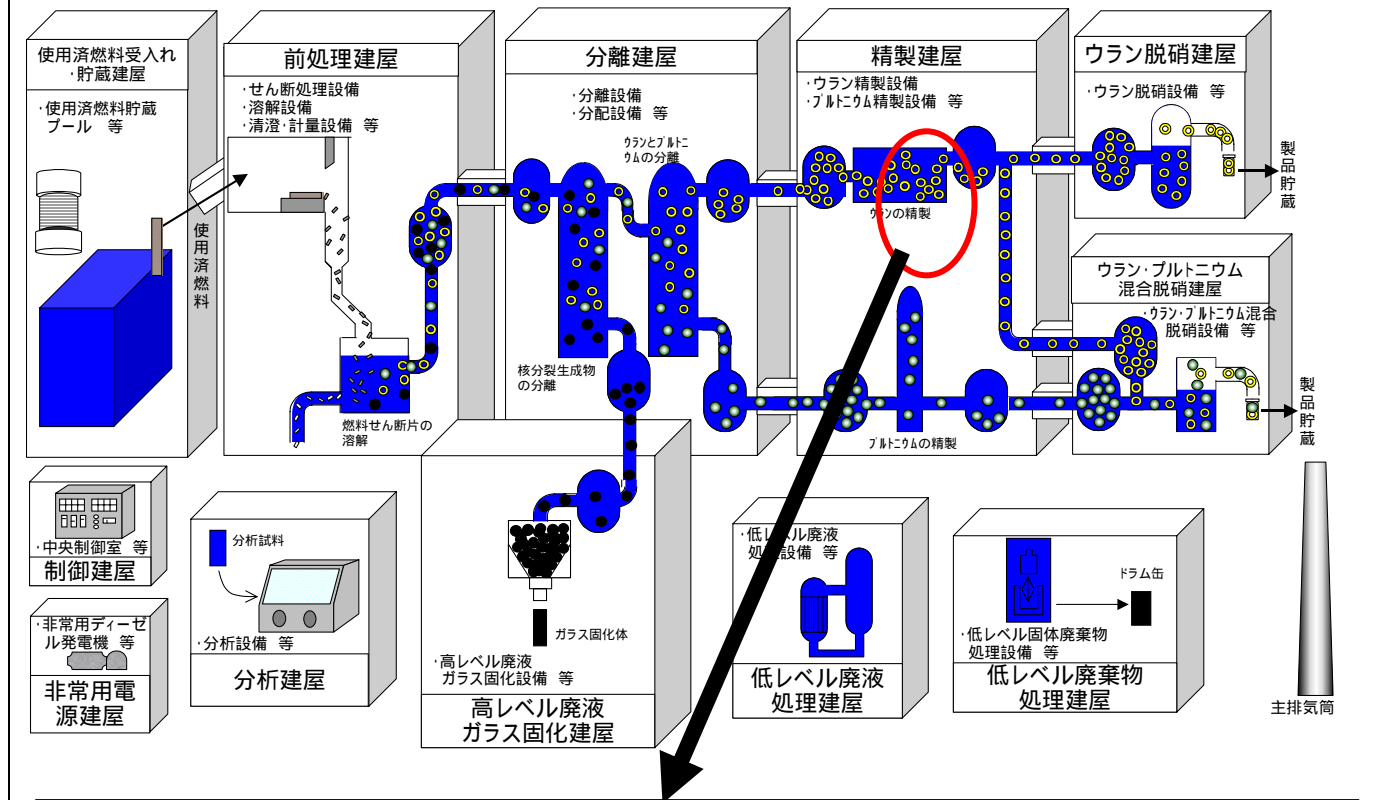 使用済燃料受入れ
・貯蔵建屋
・使用済燃料貯蔵
プール 等
使用済燃料
前処理建屋
・せん断処理設備
・溶解設備
・清澄・計量設備 等
燃料せん断片の
溶解
分離建屋
・分離設備
・分配設備 等
ウランとプルトニ
ウムの分離
核分裂生成物
の分離
精製建屋
・ウラン精製設備
・プルトニウム精製設備 等
ウランの精製
プルトニウムの精製
ウラン脱硝建屋
・ウラン脱硝設備 等
製品貯蔵
ウラン・プルトニウム
混合脱硝建屋
・ウラン・プルトニウム混合
脱硝設備 等
製品貯蔵
・中央制御室 等
制御建屋
・非常用ディーゼ
ル発電機 等
非常用電
源建屋
分析試料
・分析設備 等
分析建屋
ガラス固化体
・高レベル廃液
ガラス固化設備 等
高レベル廃液
ガラス固化建屋
・低レベル廃液
処理設備 等
低レベル廃液
処理建屋
ドラム缶
・低レベル固体廃棄物
処理設備 等
低レベル廃棄物
処理建屋
主排気筒